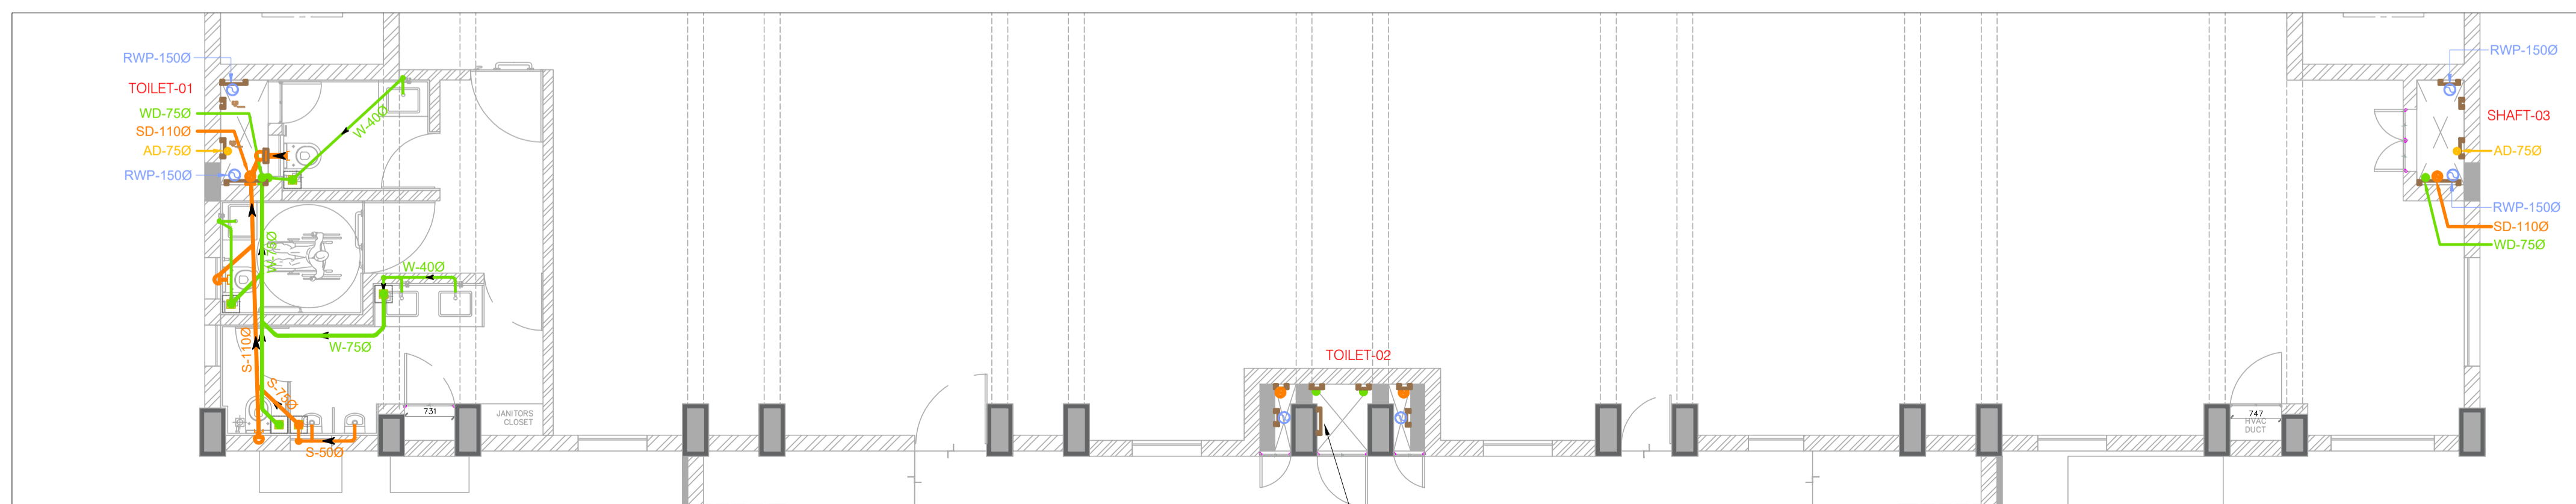 RWP-150Ø
TOILET-01
WD-75Ø
SD-110Ø
AD-75Ø
RWP-150Ø
W-40Ø
W-75Ø
W-40Ø
W-75Ø
S-110Ø
S-75Ø
S-50Ø
731
JANITORS
CLOSET
TOILET-02
747
HVAC
DUCT
RWP-150Ø
SHAFT-03
AD-75Ø
RWP-150Ø
SD-110Ø
WD-75Ø